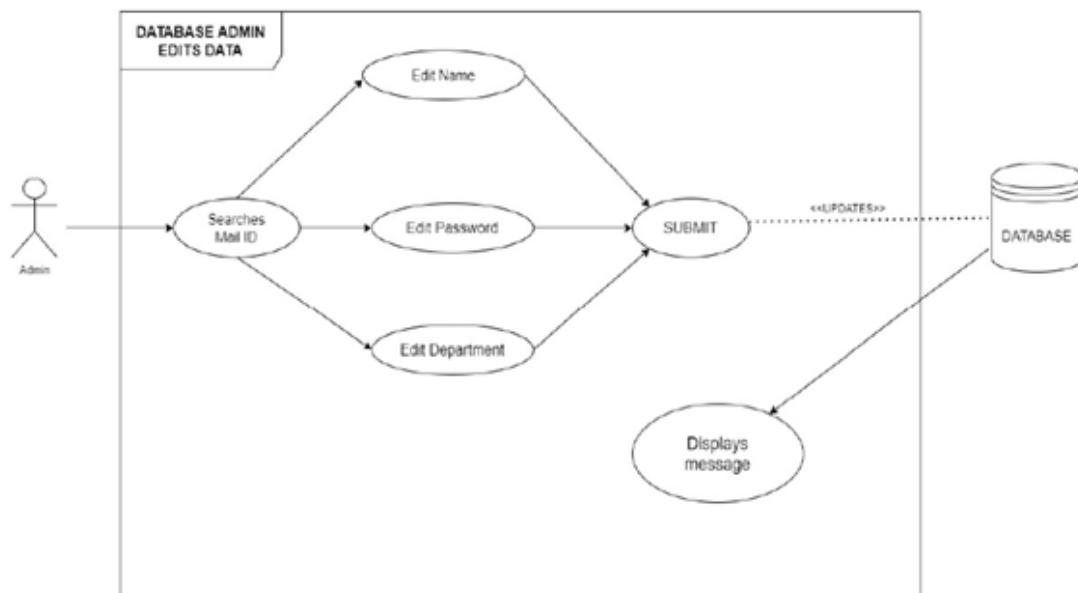 DATABASE ADMIN
EDITS DATA
Edit Name
Searches
Mail ID
Edit Password
SUBMIT
<<UPDATES>>
DATABASE
Admin
Edit Department
Displays
message